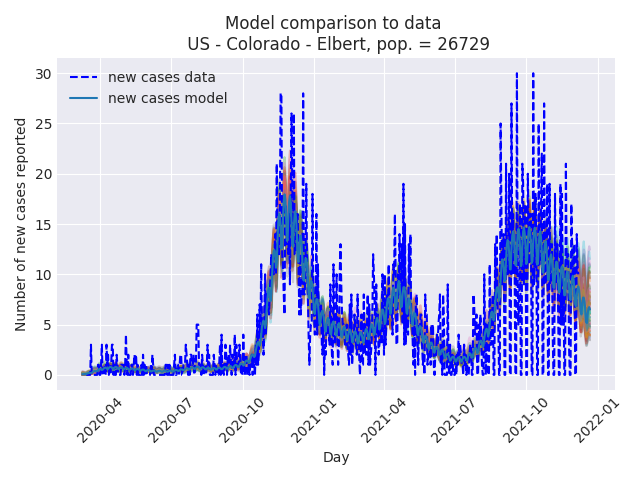 Model comparison to data
US - Colorado - Elbert, pop. = 26729
new cases data
new cases model
Number of new cases reported
30
25
20
15
10
5
0
2020-04
2020-07
2020-10
2021-01
2021-04
2021-07
2021-10
2022-01
Day